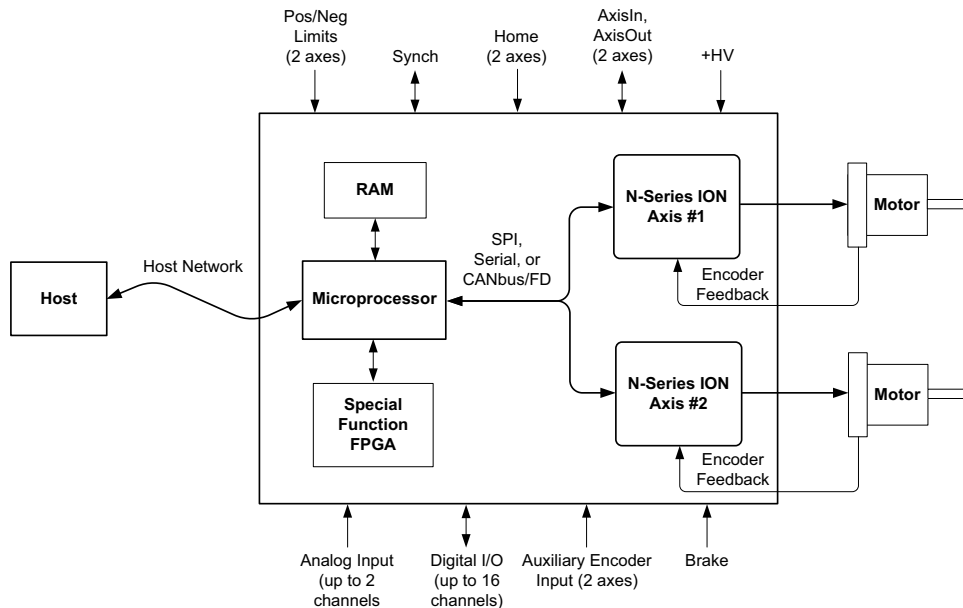 Pos/Neg
Limits
(2 axes)
Synch
Home
(2 axes)
AxisIn,
AxisOut
(2 axes)
+HV
RAM
N-Series ION
Axis #1
Motor
SPI,
Serial, or
CANbus/FD
Host Network
Encoder
Feedback
Host
Microprocessor
N-Series ION
Axis #2
Motor
Special
Function
FPGA
Encoder
Feedback
Analog Input
(up to 2
channels
Digital I/O
(up to 16
channels)
Auxiliary Encoder
Input (2 axes)
Brake